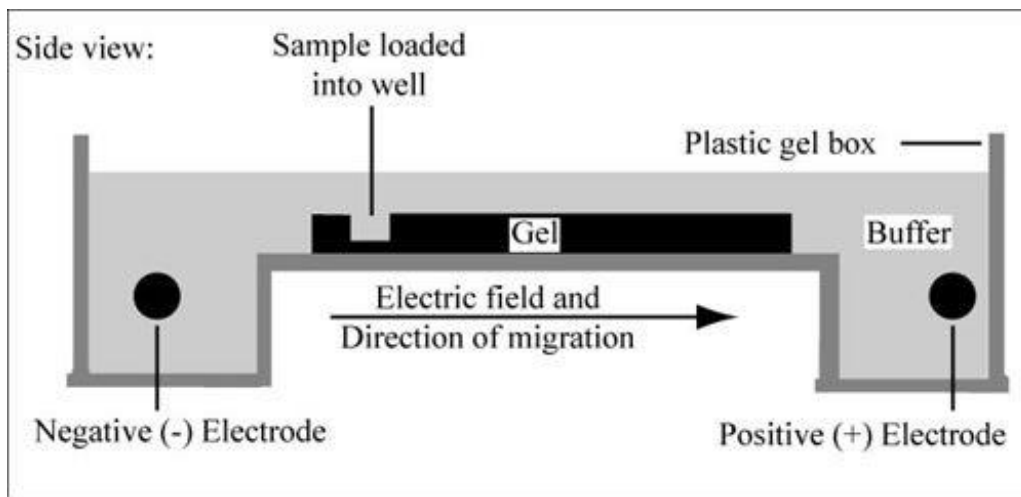 Side view:
Sample loaded
into well
Plastic gel box
Gel
Buffer
Electric field and
Direction of migration
Negative (-) Electrode
Positive (+) Electrode